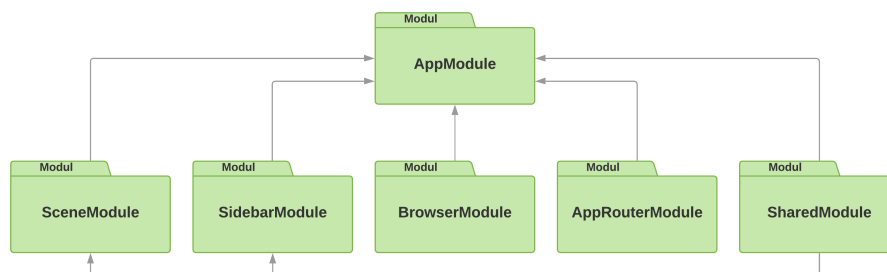 Modul
AppModule
Modul
SceneModule
Modul
SidebarModule
Modul
BrowserModule
Modul
AppRouterModule
Modul
SharedModule